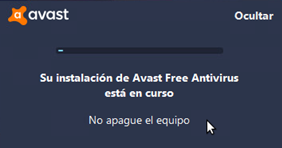 avast
Ocultar
Su instalación de Avast Free Antivirus
está en curso
No apague el equipo